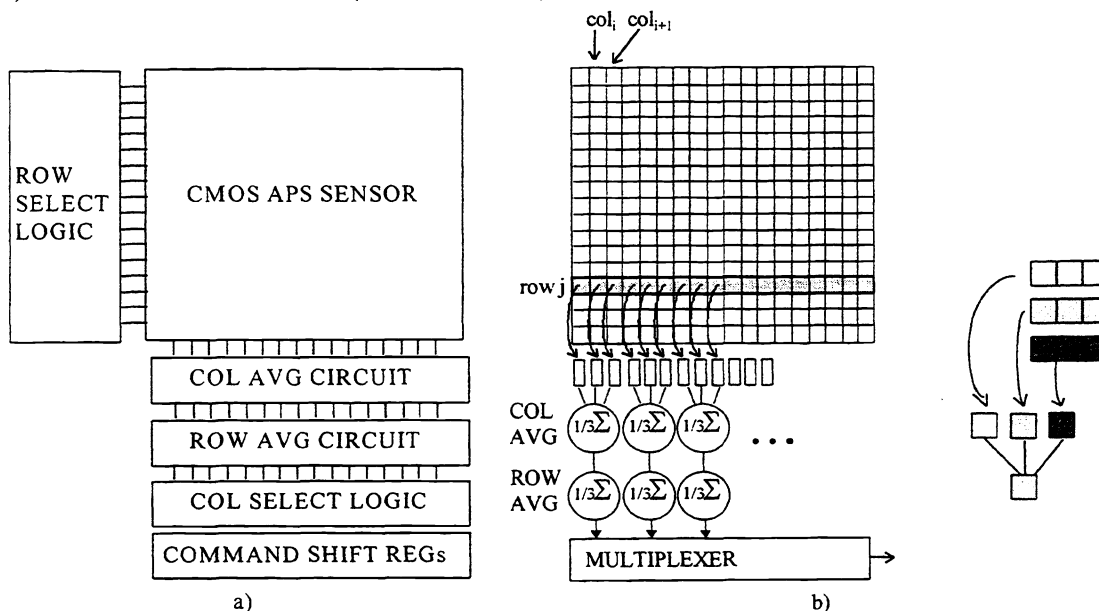 col_i col_{i+1}
ROW
SELECT
LOGIC
CMOS APS SENSOR
COL AVG CIRCUIT
ROW AVG CIRCUIT
COL SELECT LOGIC
COMMAND SHIFT REGs
a)
row j
COL
AVG
1/3Σ 1/3Σ 1/3Σ
...
ROW
AVG
1/3Σ 1/3Σ 1/3Σ
MULTIPLEXER
b)